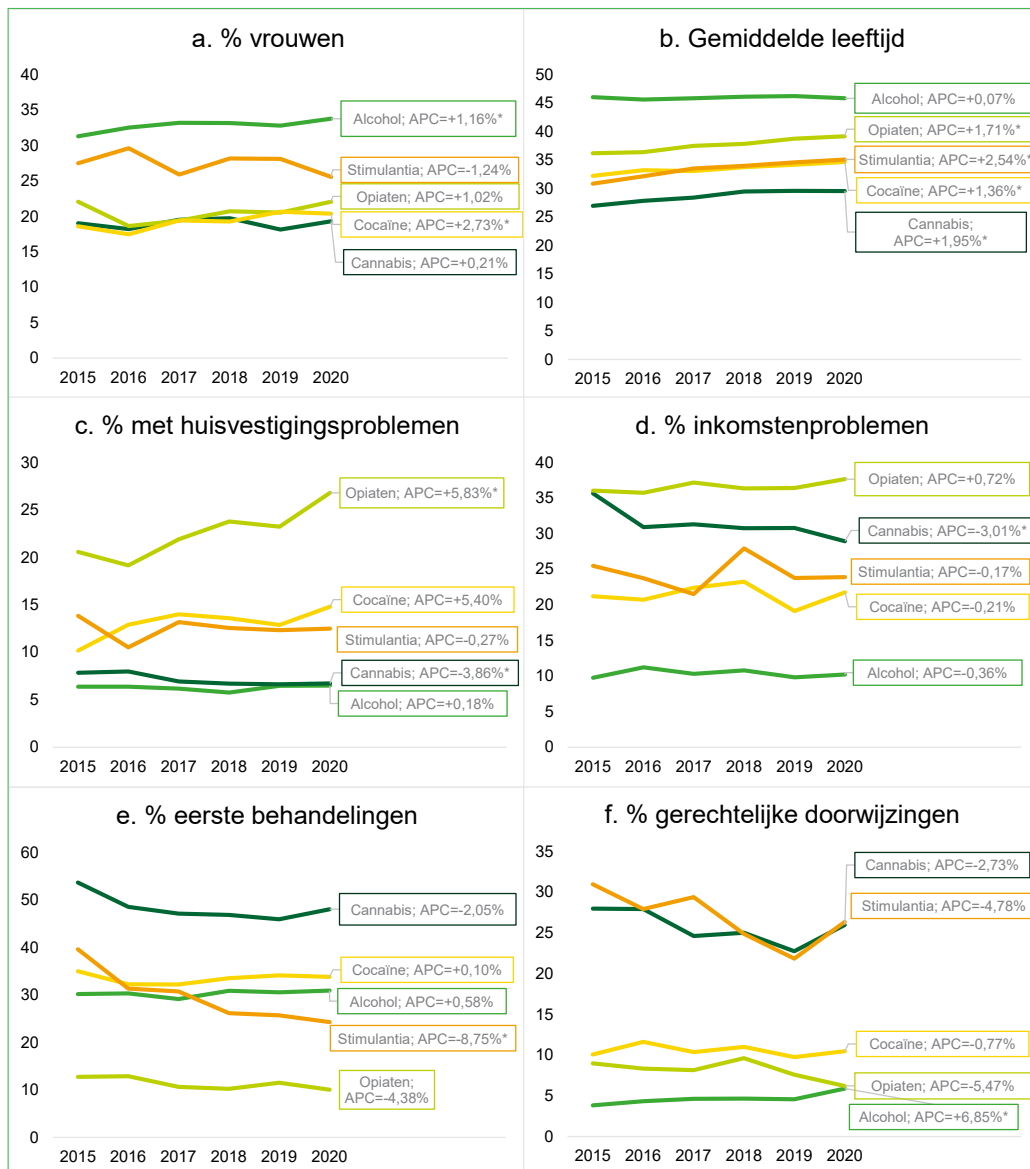 a. % vrouwen
40
35
30
25
20
15
10
5
0
2015 2016 2017 2018 2019 2020
Alcohol; APC=+1,16%*
Stimulantia; APC=-1,24%
Opiaten; APC=+1,02%
Cocaïne; APC=+2,73%*
Cannabis; APC=+0,21%
b. Gemiddelde leeftijd
50
45
40
35
30
25
20
15
10
5
0
2015 2016 2017 2018 2019 2020
Alcohol; APC=+0,07%
Opiaten; APC=+1,71%*
Stimulantia; APC=+2,54%*
Cocaïne; APC=+1,36%*
Cannabis;
APC=+1,95%*
c. % met huisvestigingsproblemen
30
25
20
15
10
5
0
2015 2016 2017 2018 2019 2020
Opiaten; APC=+5,83%*
Cocaïne; APC=+5,40%
Stimulantia; APC=-0,27%
Cannabis; APC=-3,86%*
Alcohol; APC=+0,18%
d. % inkomstenproblemen
40
35
30
25
20
15
10
5
0
2015 2016 2017 2018 2019 2020
Opiaten; APC=+0,72%
Cannabis; APC=-3,01%*
Stimulantia; APC=-0,17%
Cocaïne; APC=-0,21%
Alcohol; APC=-0,36%
e. % eerste behandelingen
60
50
40
30
20
10
0
2015 2016 2017 2018 2019 2020
Cannabis; APC=-2,05%
Cocaïne; APC=+0,10%
Alcohol; APC=+0,58%
Stimulantia; APC=-8,75%*
Opiaten;
APC=-4,38%
f. % gerechtelijke doorwijzingen
35
30
25
20
15
10
5
0
2015 2016 2017 2018 2019 2020
Cannabis; APC=-2,73%
Stimulantia; APC=-4,78%
Cocaïne; APC=-0,77%
Opiaten; APC=-5,47%
Alcohol; APC=+6,85%*